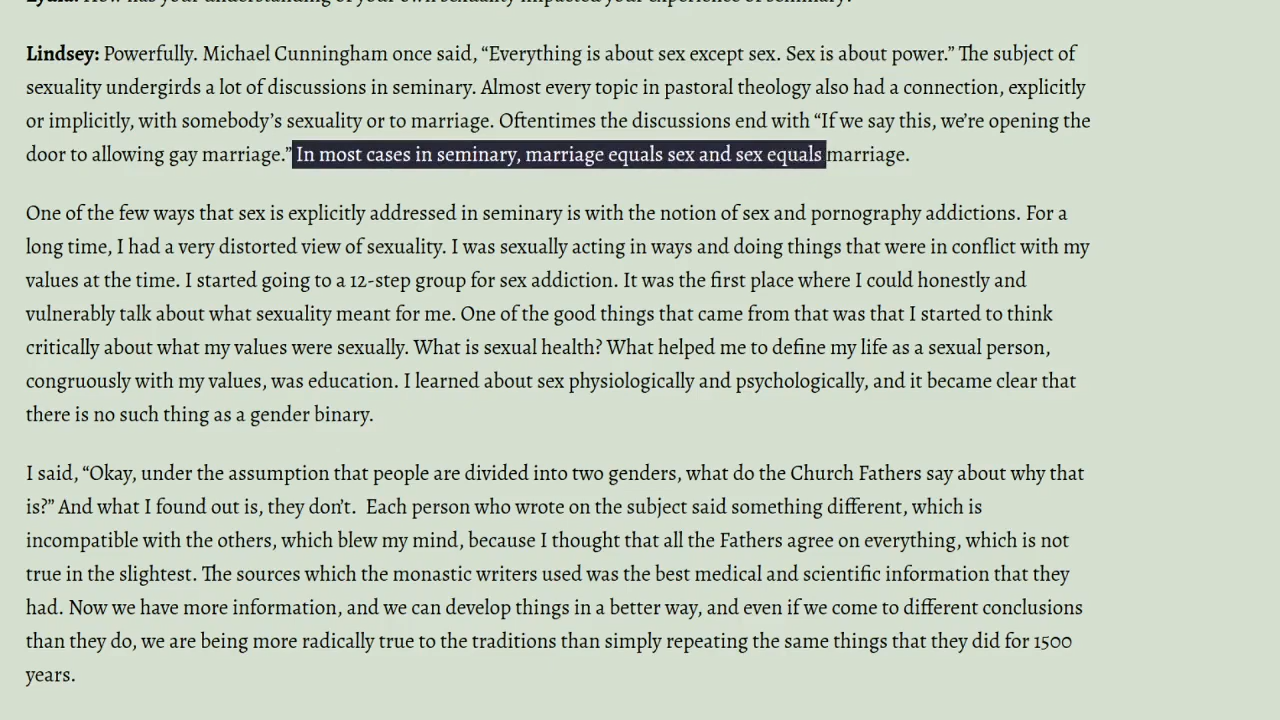 Lydia: How has your understanding of your own sexuality impacted your experience of seminary?
Lindsey: Powerfully. Michael Cunningham once said, “Everything is about sex except sex. Sex is about power.” The subject of
sexuality undergirds a lot of discussions in seminary. Almost every topic in pastoral theology also had a connection, explicitly
or implicitly, with somebody’s sexuality or to marriage. Oftentimes the discussions end with “If we say this, we’re opening the
door to allowing gay marriage.” In most cases in seminary, marriage equals sex and sex equals marriage.
One of the few ways that sex is explicitly addressed in seminary is with the notion of sex and pornography addictions. For a
long time, I had a very distorted view of sexuality. I was sexually acting in ways and doing things that were in conflict with my
values at the time. I started going to a 12-step group for sex addiction. It was the first place where I could honestly and
vulnerably talk about what sexuality meant for me. One of the good things that came from that was that I started to think
critically about what my values were sexually. What is sexual health? What helped me to define my life as a sexual person,
congruously with my values, was education. I learned about sex physiologically and psychologically, and it became clear that
there is no such thing as a gender binary.
I said, “Okay, under the assumption that people are divided into two genders, what do the Church Fathers say about why that
is?” And what I found out is, they don’t.  Each person who wrote on the subject said something different, which is
incompatible with the others, which blew my mind, because I thought that all the Fathers agree on everything, which is not
true in the slightest. The sources which the monastic writers used was the best medical and scientific information that they
had. Now we have more information, and we can develop things in a better way, and even if we come to different conclusions
than they do, we are being more radically true to the traditions than simply repeating the same things that they did for 1500
years.